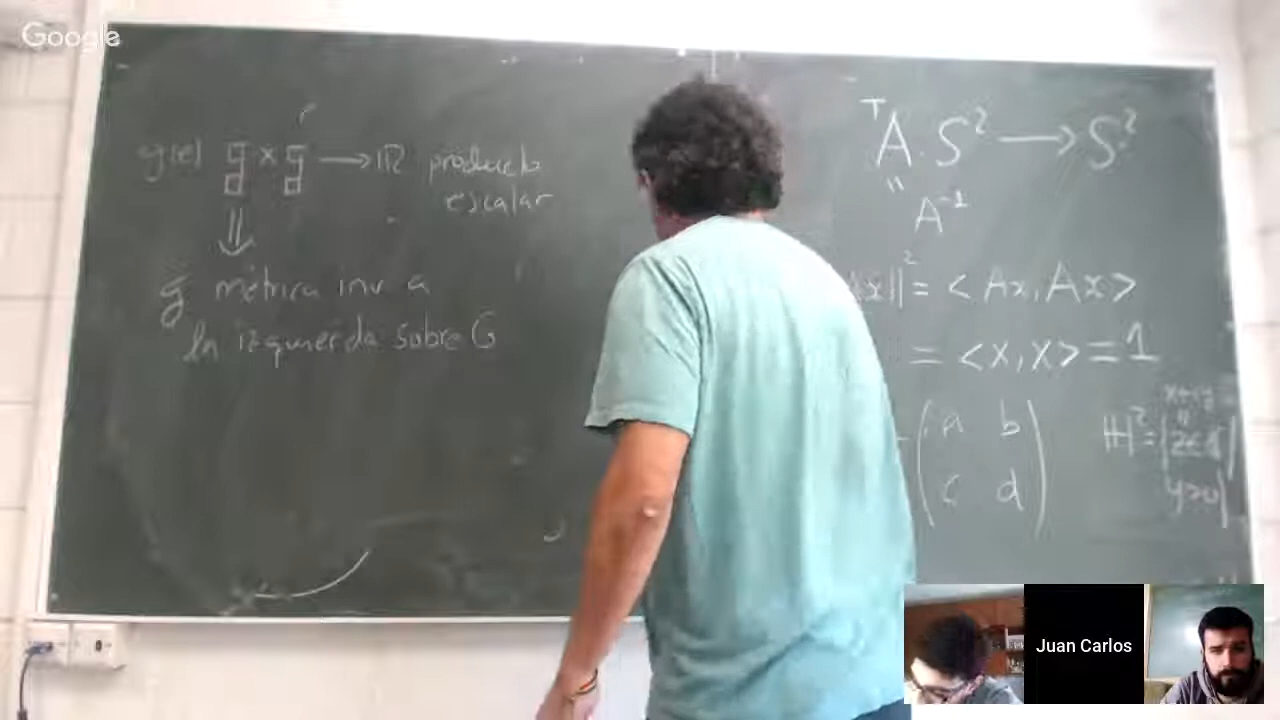 Google
g(e) g × g → ℝ producto
escalar
⇓
g métrica inv a
la izquierda sobre G
ᵀA. S² → S²
"
A⁻¹
Ax||² = <Ax, Ax>
= <x, x> = 1
(a b
c d)
H² = 
y>0
Juan Carlos